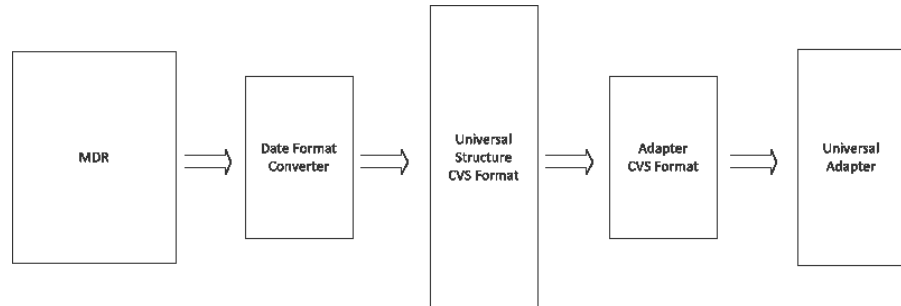 MDR
Date Format
Converter
Universal
Structure
CVS Format
Adapter
CVS Format
Universal
Adapter